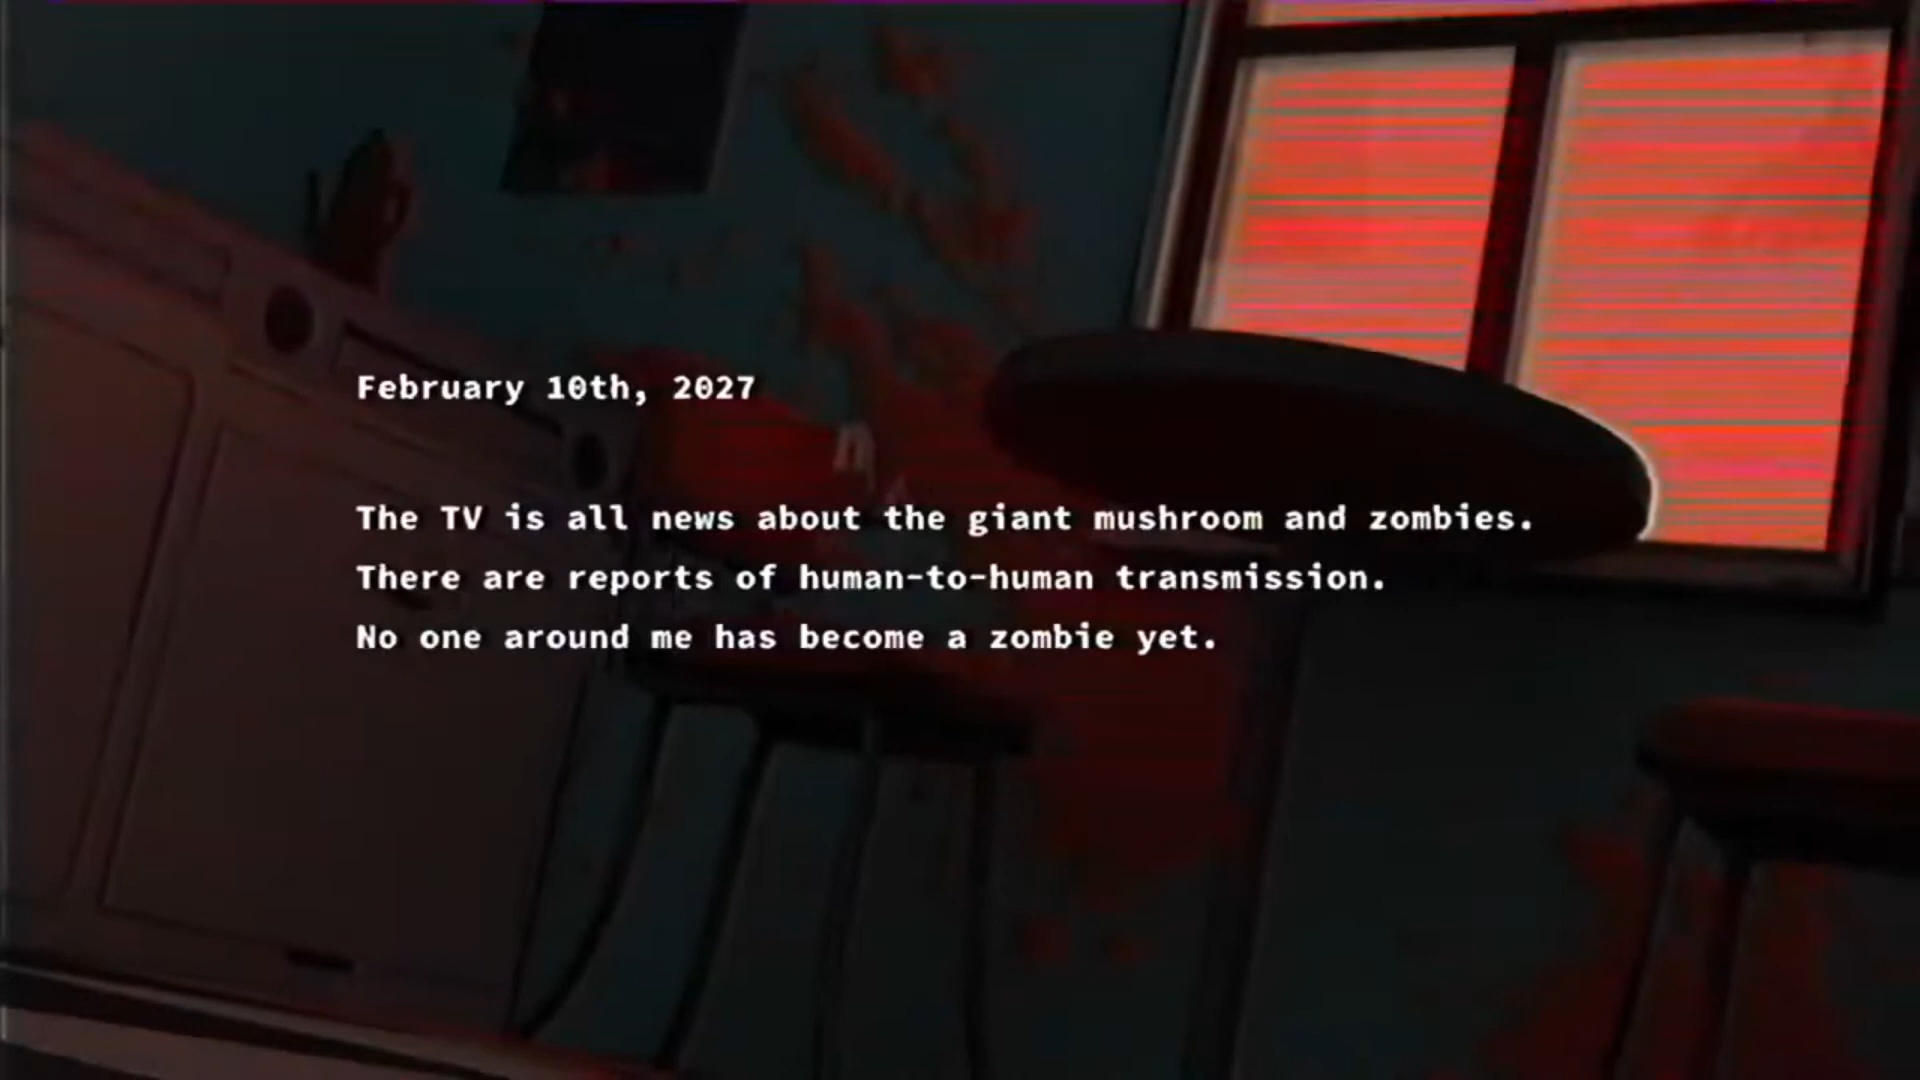 February 10th, 2027
The TV is all news about the giant mushroom and zombies.
There are reports of human-to-human transmission.
No one around me has become a zombie yet.